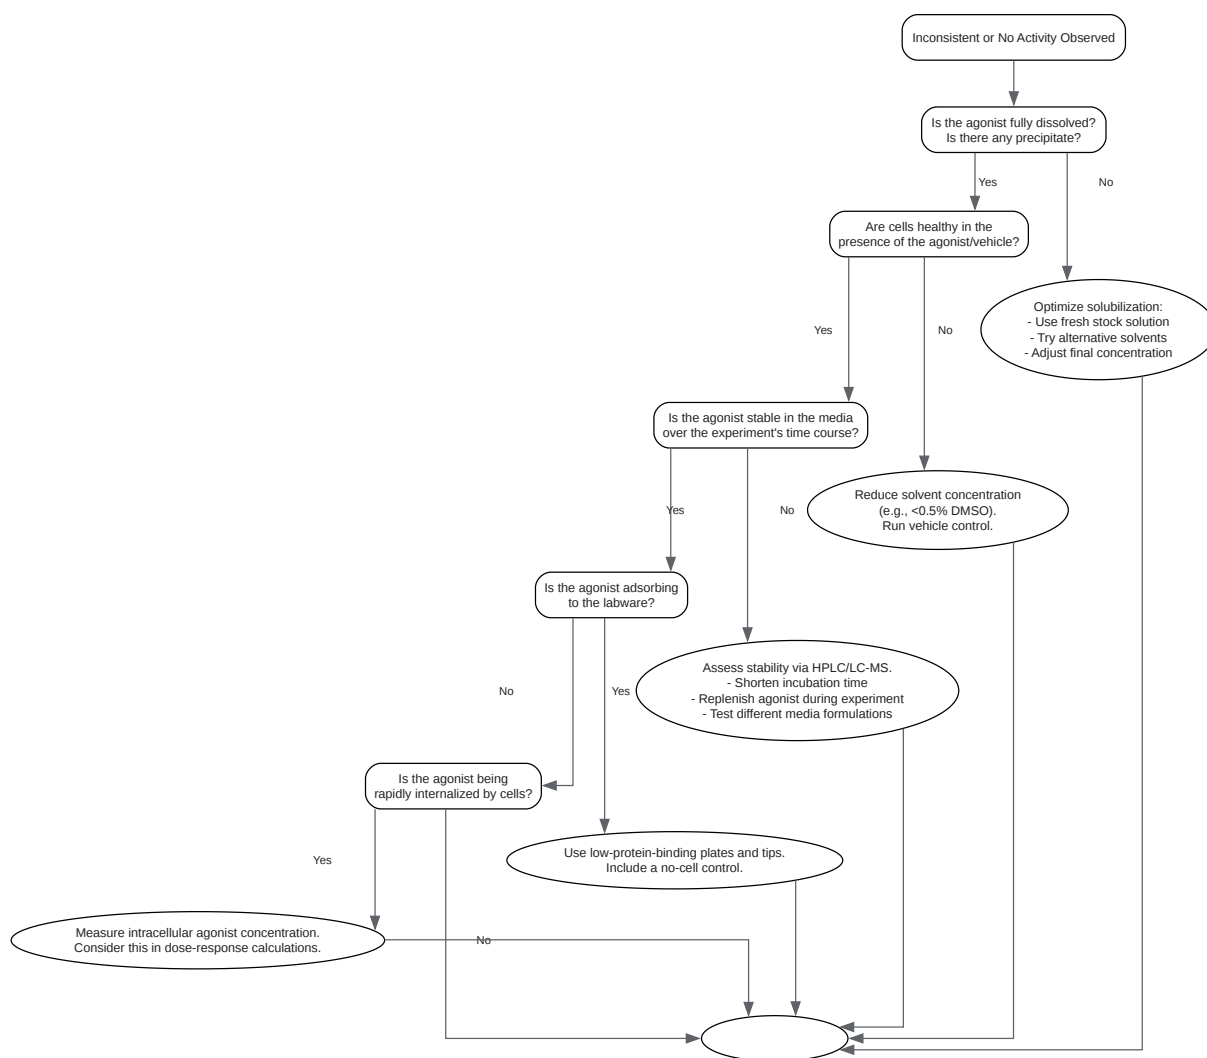 Inconsistent or No Activity Observed
Is the agonist fully dissolved?
Is there any precipitate?
Yes
No
Are cells healthy in the
presence of the agonist/vehicle?
Optimize solubilization:
- Use fresh stock solution
- Try alternative solvents
- Adjust final concentration
Yes
No
Is the agonist stable in the media
over the experiment's time course?
Reduce solvent concentration
(e.g., <0.5% DMSO).
Run vehicle control.
Yes
No
Is the agonist adsorbing
to the labware?
Assess stability via HPLC/LC-MS.
- Shorten incubation time
- Replenish agonist during experiment
- Test different media formulations
No
Yes
Is the agonist being
rapidly internalized by cells?
Use low-protein-binding plates and tips.
Include a no-cell control.
Yes
Measure intracellular agonist concentration.
Consider this in dose-response calculations.
No